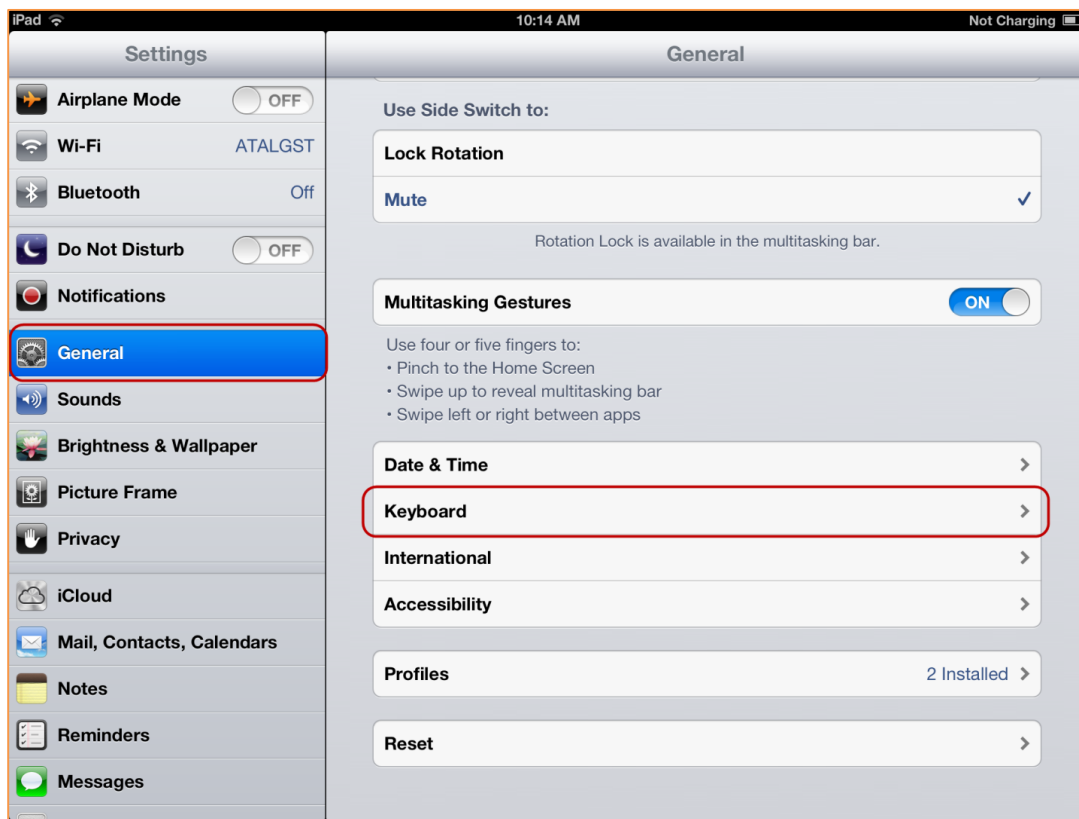 iPad 10:14 AM Not Charging
Settings
Airplane Mode OFF
Wi-Fi ATALGST
Bluetooth Off
Do Not Disturb OFF
Notifications
General
Sounds
Brightness & Wallpaper
Picture Frame
Privacy
iCloud
Mail, Contacts, Calendars
Notes
Reminders
Messages
General
Use Side Switch to:
Lock Rotation
Mute
Rotation Lock is available in the multitasking bar.
Multitasking Gestures ON
Use four or five fingers to:
• Pinch to the Home Screen
• Swipe up to reveal multitasking bar
• Swipe left or right between apps
Date & Time
Keyboard
International
Accessibility
Profiles 2 Installed
Reset